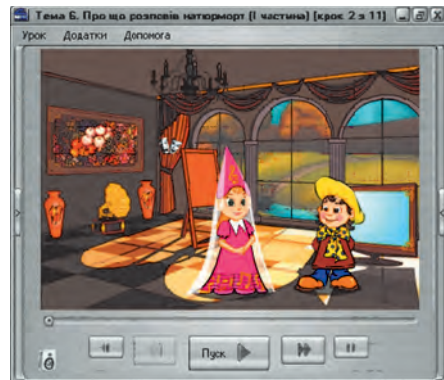 Тема 6. Про що розповів натюрморт (І частина) [крок 2 з 11]
Урок Додатки Допомога
Пуск